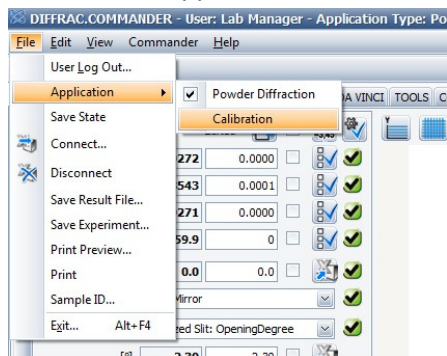 DIFFRAC.COMMANDER - User: Lab Manager - Application Type: Po
File Edit View Commander Help
User Log Out...
Application
Powder Diffraction
DA VINCI TOOLS C
Save State
Calibration
Connect...
272 0.0000
Disconnect
543 0.0001
Save Result File...
271 0.0000
Save Experiment...
59.9 0
Print Preview...
Print
0.0 0.0
Sample ID...
Mirror
Exit... Alt+F4
zed Slit: OpeningDegree